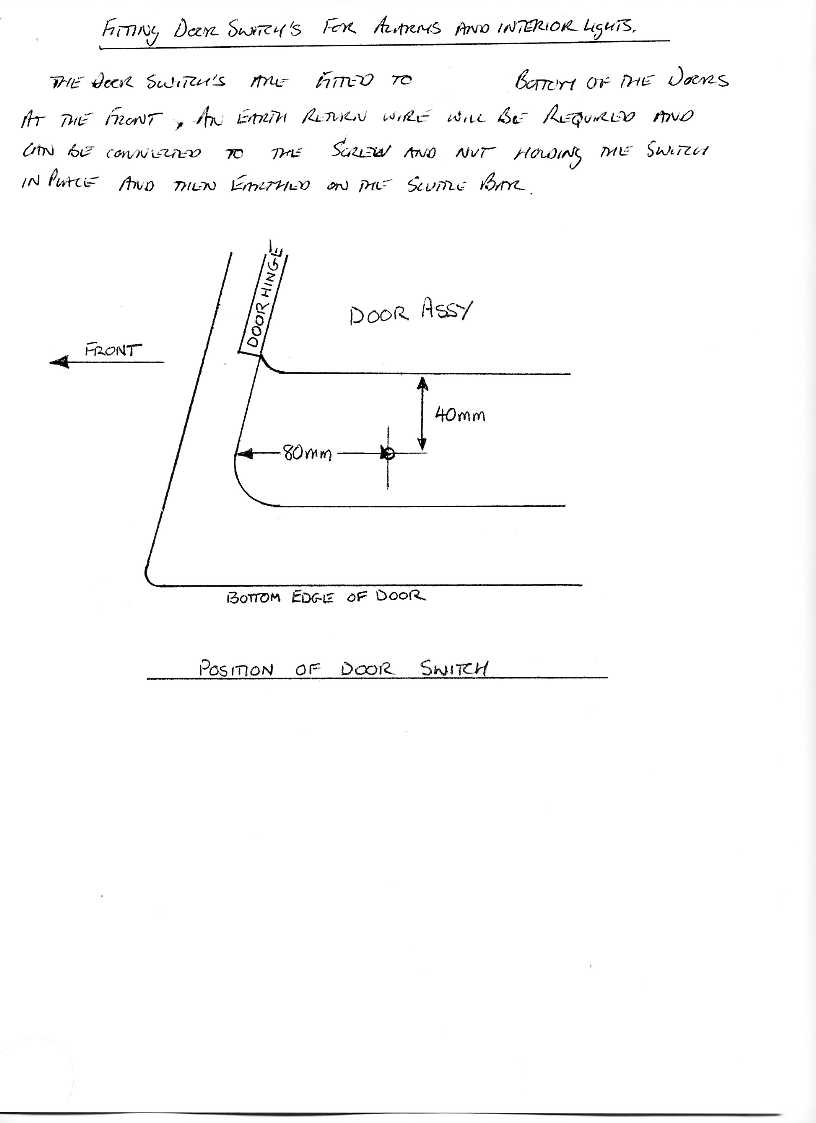 FITTING DOOR SWITCH'S FOR ALARMS AND INTERIOR LIGHTS.
THE DOOR SWITCH'S ARE FITTED TO BOTTOM OF THE DOORS
AT THE FRONT, AN EARTH RETURN WIRE WILL BE REQUIRED AND
CAN BE CONNECTED TO THE SCREW AND NUT HOLDING THE SWITCH
IN PLACE AND THEN EARTHED ON THE SCUTTLE BAR.
DOOR HINGE
DOOR ASSY
FRONT
40mm
80mm
BOTTOM EDGE OF DOOR
POSITION OF DOOR SWITCH